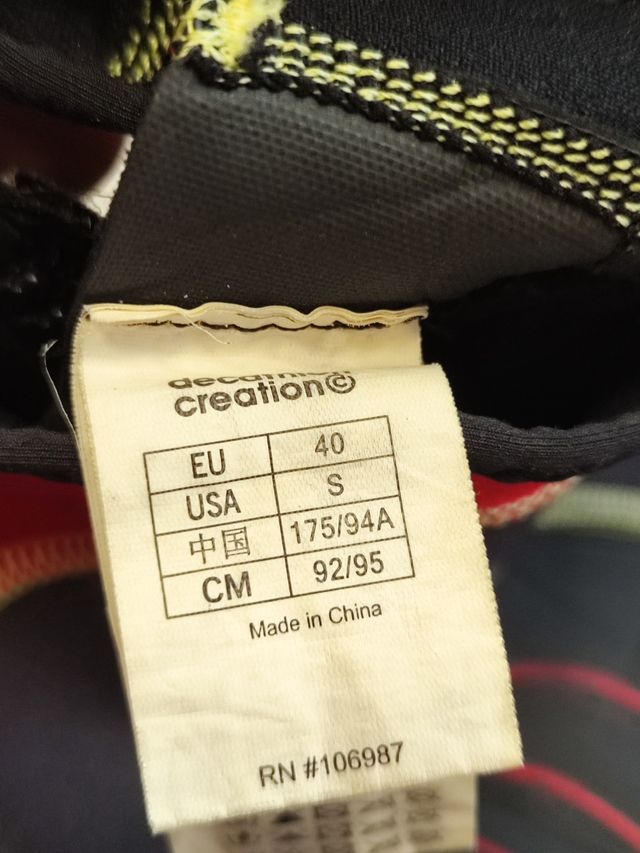 creation©
EU 40
USA S
中国 175/94A
CM 92/95
Made in China
RN #106987